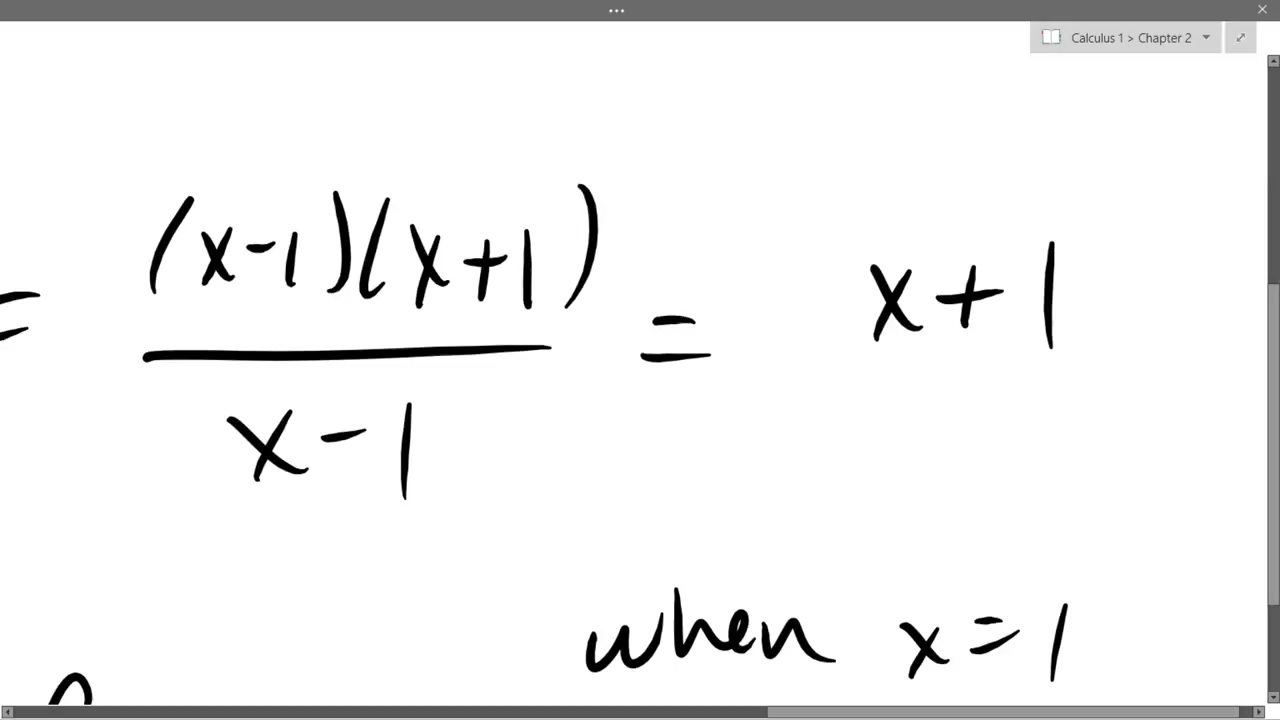 Calculus 1 > Chapter 2
= (x-1)(x+1) / x-1 = x+1
when x=1